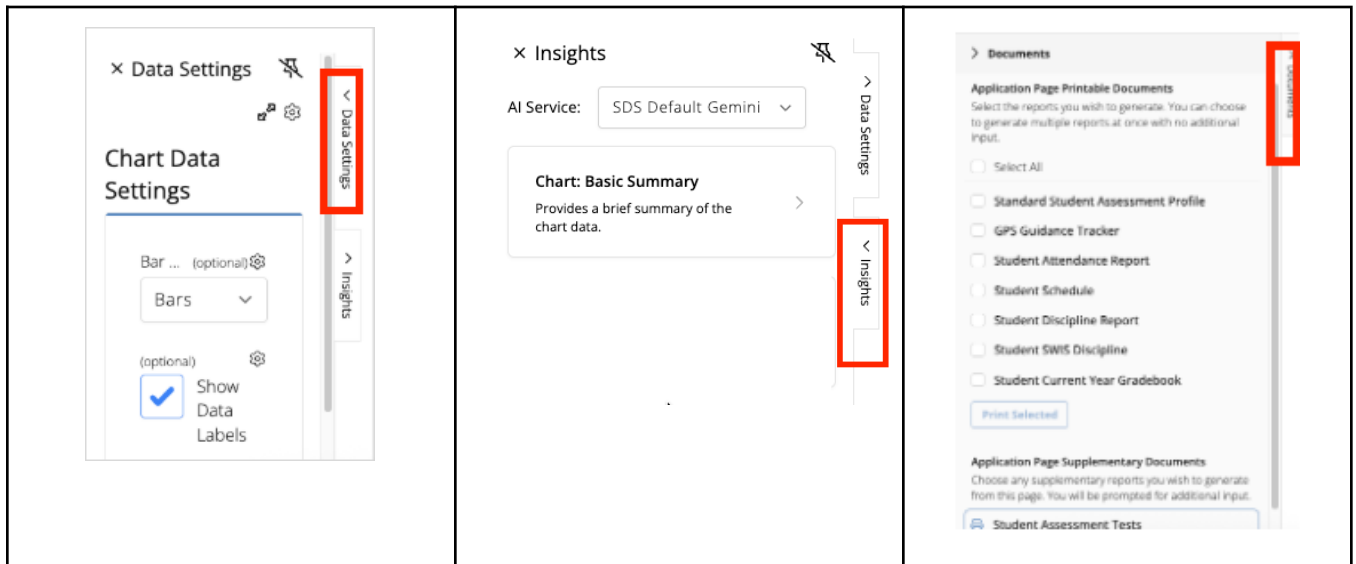 × Data Settings
Chart Data
Settings
Bar ... (optional)
Bars
(optional)
Show
Data
Labels
Data Settings
Insights
× Insights
AI Service: SDS Default Gemini
Chart: Basic Summary
Provides a brief summary of the
chart data.
Data Settings
Insights
Documents
Application Page Printable Documents
Select the reports you wish to generate. You can choose
to generate multiple reports at once with no additional
input.
Select All
Standard Student Assessment Profile
GPS Guidance Tracker
Student Attendance Report
Student Schedule
Student Discipline Report
Student SWIS Discipline
Student Current Year Gradebook
Print Selected
Application Page Supplementary Documents
Choose any supplementary reports you wish to generate
from this page. You will be prompted for additional input.
Student Assessment Tests
Documents